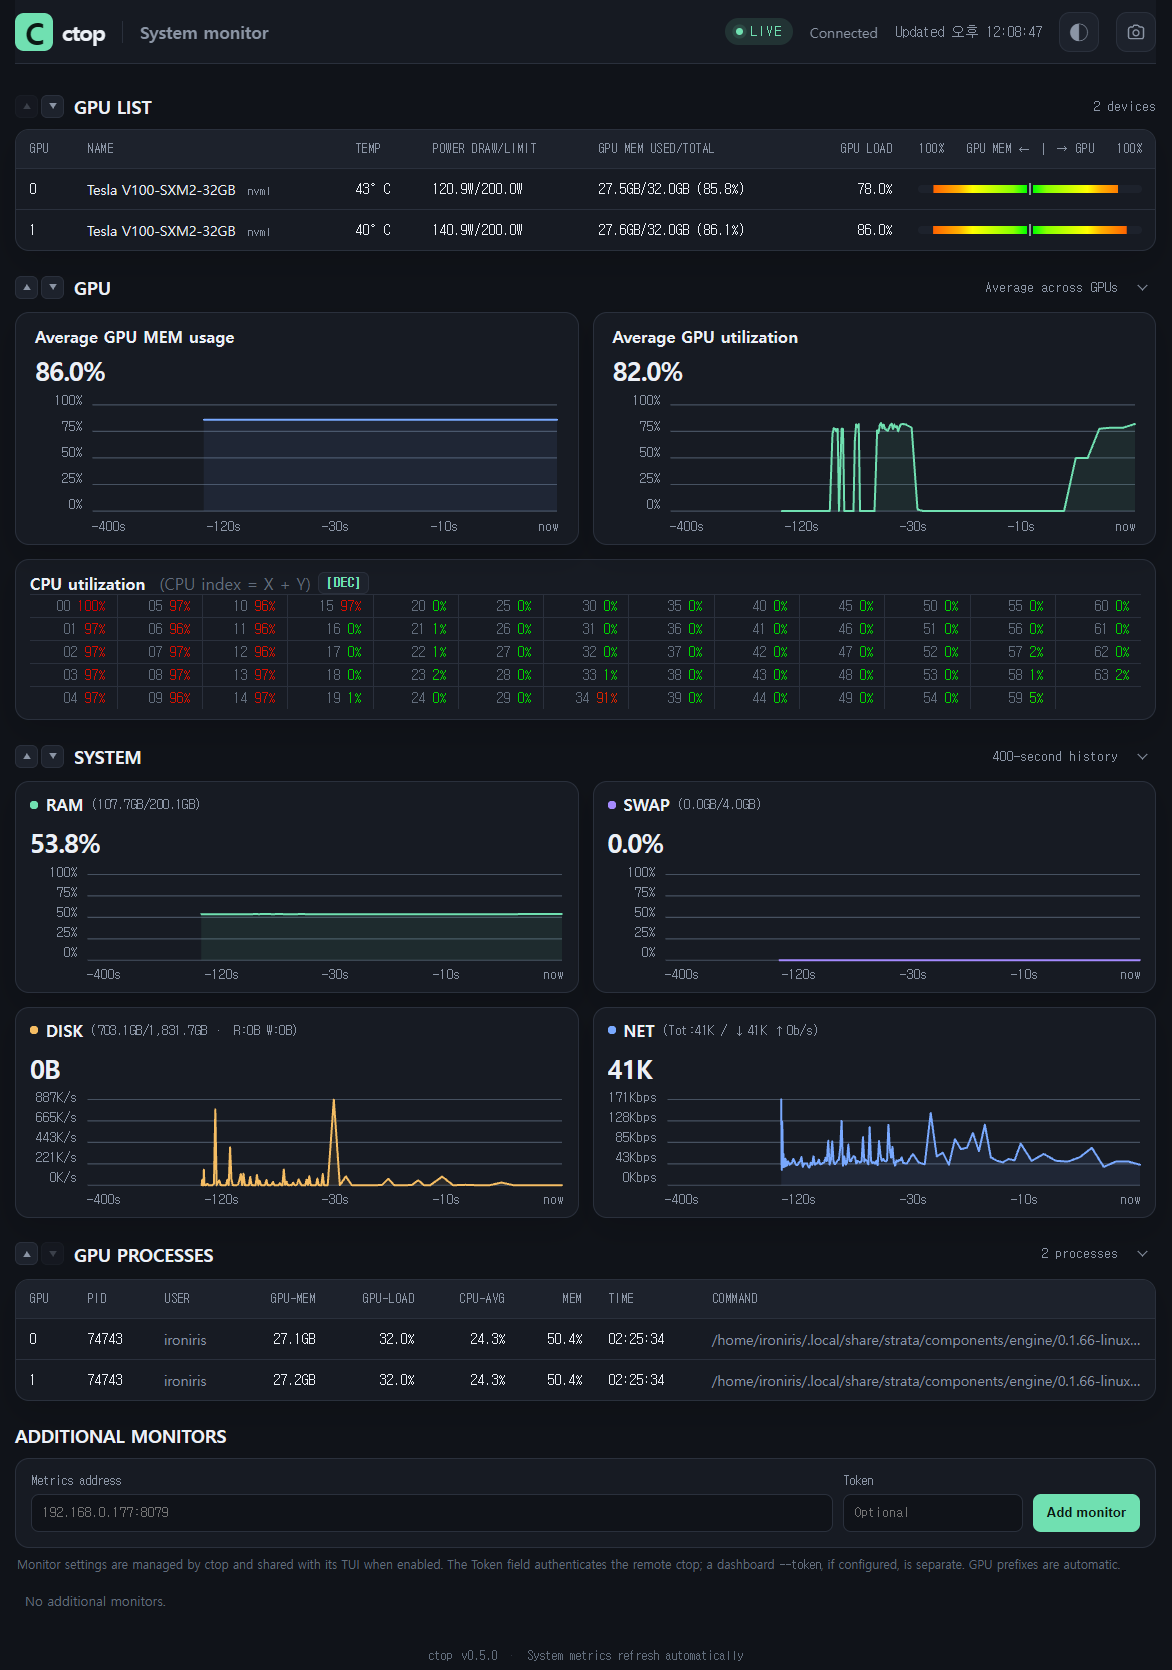 C ctop System monitor LIVE Connected Updated 오후 12:08:47
▲ ▼ GPU LIST 2 devices
GPU NAME TEMP POWER DRAW/LIMIT GPU MEM USED/TOTAL GPU LOAD 100% GPU MEM ← | → GPU 100%
0 Tesla V100-SXM2-32GB nvml 43° C 120.9W/200.0W 27.5GB/32.0GB (85.8%) 78.0%
1 Tesla V100-SXM2-32GB nvml 40° C 140.9W/200.0W 27.6GB/32.0GB (86.1%) 86.0%
▲ ▼ GPU Average across GPUs
Average GPU MEM usage
86.0%
100%
75%
50%
25%
0%
-400s -120s -30s -10s now
Average GPU utilization
82.0%
100%
75%
50%
25%
0%
-400s -120s -30s -10s now
CPU utilization (CPU index = X + Y) [DEC]
00 100% 05 97% 10 96% 15 97% 20 0% 25 0% 30 0% 35 0% 40 0% 45 0% 50 0% 55 0% 60 0%
01 97% 06 96% 11 96% 16 0% 21 1% 26 0% 31 0% 36 0% 41 0% 46 0% 51 0% 56 0% 61 0%
02 97% 07 97% 12 96% 17 0% 22 1% 27 0% 32 0% 37 0% 42 0% 47 0% 52 0% 57 2% 62 0%
03 97% 08 97% 13 97% 18 0% 23 2% 28 0% 33 1% 38 0% 43 0% 48 0% 53 0% 58 1% 63 2%
04 97% 09 96% 14 97% 19 1% 24 0% 29 0% 34 91% 39 0% 44 0% 49 0% 54 0% 59 5%
▲ ▼ SYSTEM 400-second history
RAM (107.7GB/200.1GB)
53.8%
100%
75%
50%
25%
0%
-400s -120s -30s -10s now
SWAP (0.0GB/4.0GB)
0.0%
100%
75%
50%
25%
0%
-400s -120s -30s -10s now
DISK (703.1GB/1,831.7GB · R:0B W:0B)
0B
887K/s
665K/s
443K/s
221K/s
0K/s
-400s -120s -30s -10s now
NET (Tot:41K / ↓41K ↑0b/s)
41K
171Kbps
128Kbps
85Kbps
43Kbps
0Kbps
-400s -120s -30s -10s now
▲ ▼ GPU PROCESSES 2 processes
GPU PID USER GPU-MEM GPU-LOAD CPU-AVG MEM TIME COMMAND
0 74743 ironiris 27.1GB 32.0% 24.3% 50.4% 02:25:34 /home/ironiris/.local/share/strata/components/engine/0.1.66-linux...
1 74743 ironiris 27.2GB 32.0% 24.3% 50.4% 02:25:34 /home/ironiris/.local/share/strata/components/engine/0.1.66-linux...
ADDITIONAL MONITORS
Metrics address Token
192.168.0.177:8079 Optional Add monitor
Monitor settings are managed by ctop and shared with its TUI when enabled. The Token field authenticates the remote ctop; a dashboard --token, if configured, is separate. GPU prefixes are automatic.
No additional monitors.
ctop v0.5.0 · System metrics refresh automatically